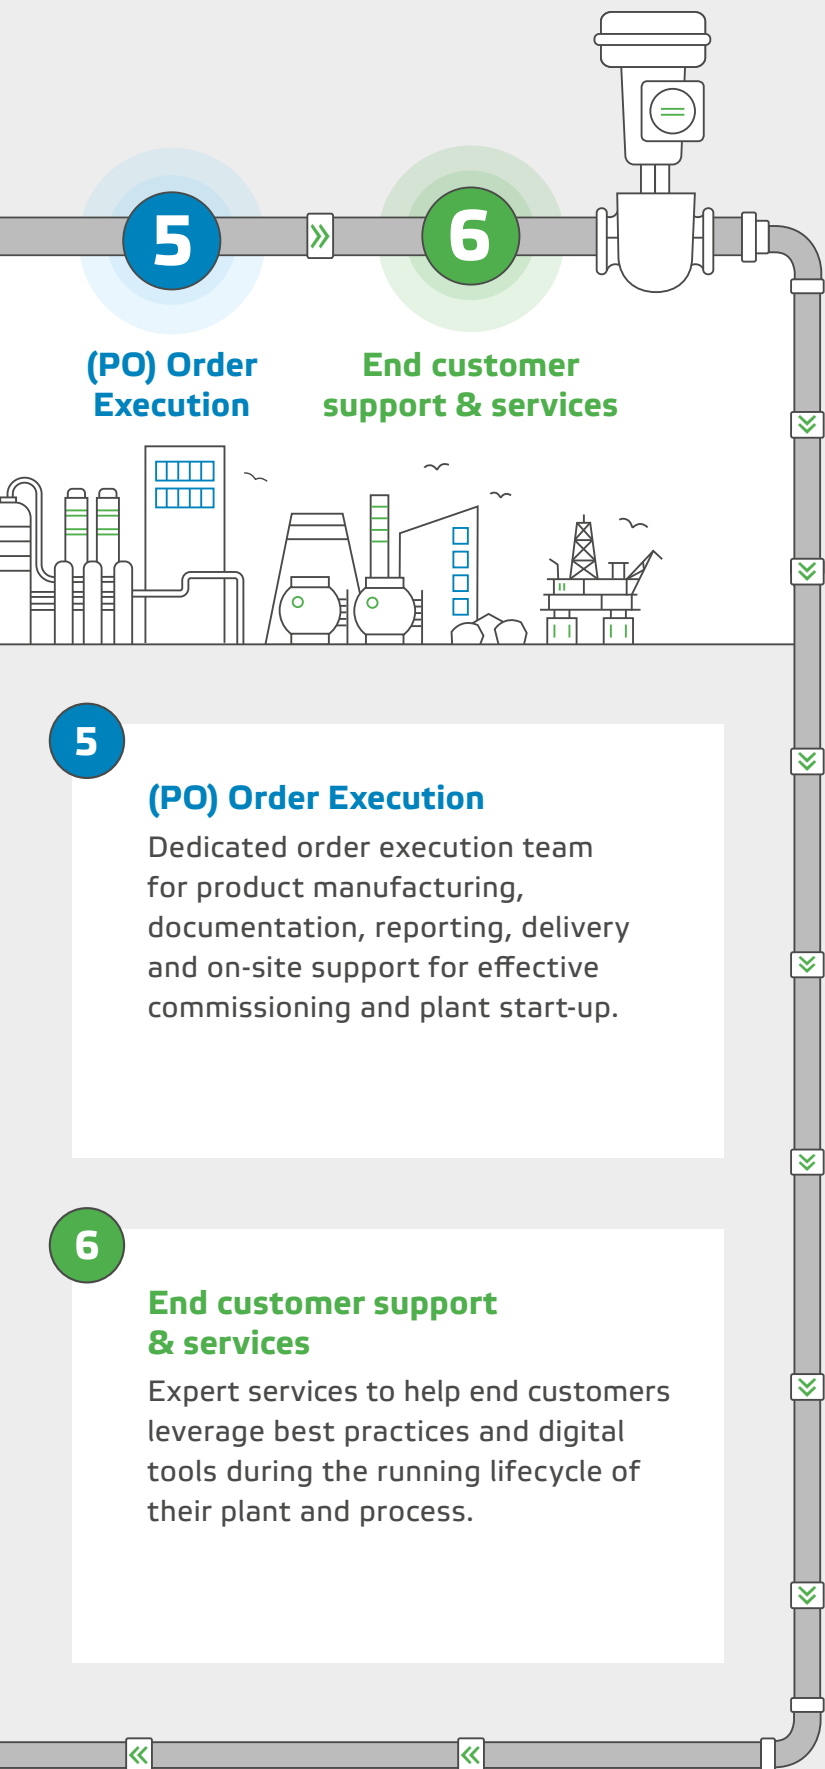 5
6
(PO) Order
Execution
End customer
support & services
5
(PO) Order Execution
Dedicated order execution team
for product manufacturing,
documentation, reporting, delivery
and on-site support for effective
commissioning and plant start-up.
6
End customer support
& services
Expert services to help end customers
leverage best practices and digital
tools during the running lifecycle of
their plant and process.